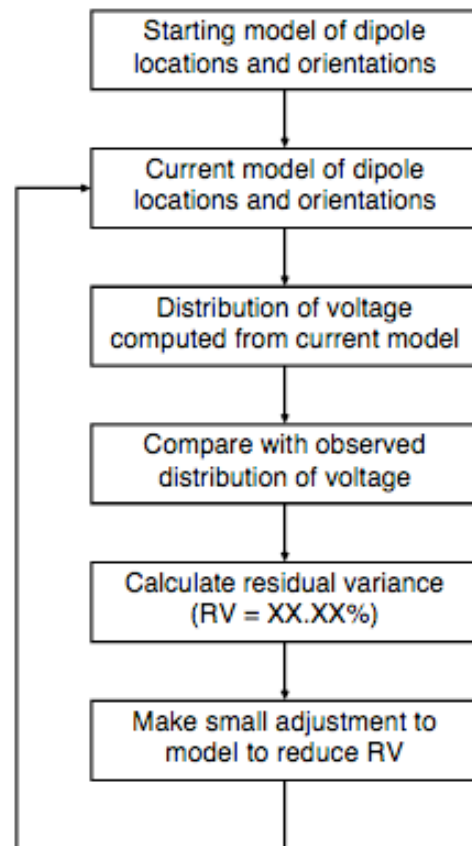 Starting model of dipole
locations and orientations
Current model of dipole
locations and orientations
Distribution of voltage
computed from current model
Compare with observed
distribution of voltage
Calculate residual variance
(RV = XX.XX%)
Make small adjustment to
model to reduce RV